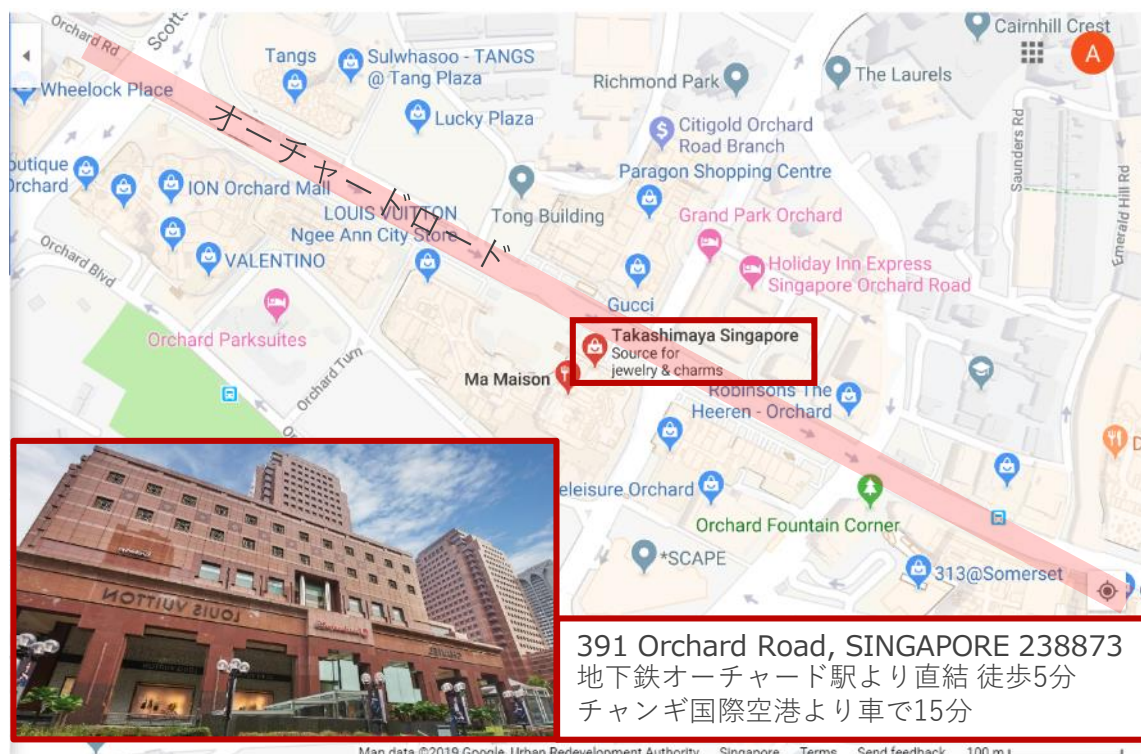 Orchard Rd
Scotts
Cairnhill Crest
A
Tangs
Sulwhasoo - TANGS
@ Tang Plaza
Wheelock Place
Richmond Park
The Laurels
Lucky Plaza
Citigold Orchard
Road Branch
Saunders Rd
Emerald Hill Rd
オーチャードロード
outique
Orchard
ION Orchard Mall
Paragon Shopping Centre
LOUIS VUITTON
Ngee Ann City Store
Tong Building
Grand Park Orchard
Orchard Blvd
VALENTINO
Holiday Inn Express
Singapore Orchard Road
Gucci
Orchard Parksuites
Orchard Turn
Takashimaya Singapore
Source for
jewelry & charms
Ma Maison
Robinsons The
Heeren - Orchard
Or
D
eleisure Orchard
Orchard Fountain Corner
*SCAPE
313@Somerset
LOUIS VUITTON
391 Orchard Road, SINGAPORE 238873
地下鉄オーチャード駅より直結 徒歩5分
チャンギ国際空港より車で15分
Map data ©2019 Google, Urban Redevelopment Authority Singapore Terms Send feedback 100 m